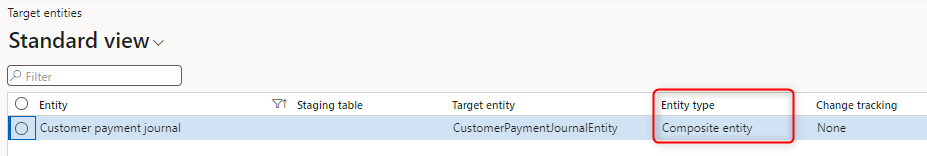 Target entities
Standard view
Filter
Entity Staging table Target entity Entity type Change tracking
Customer payment journal CustomerPaymentJournalEntity Composite entity None